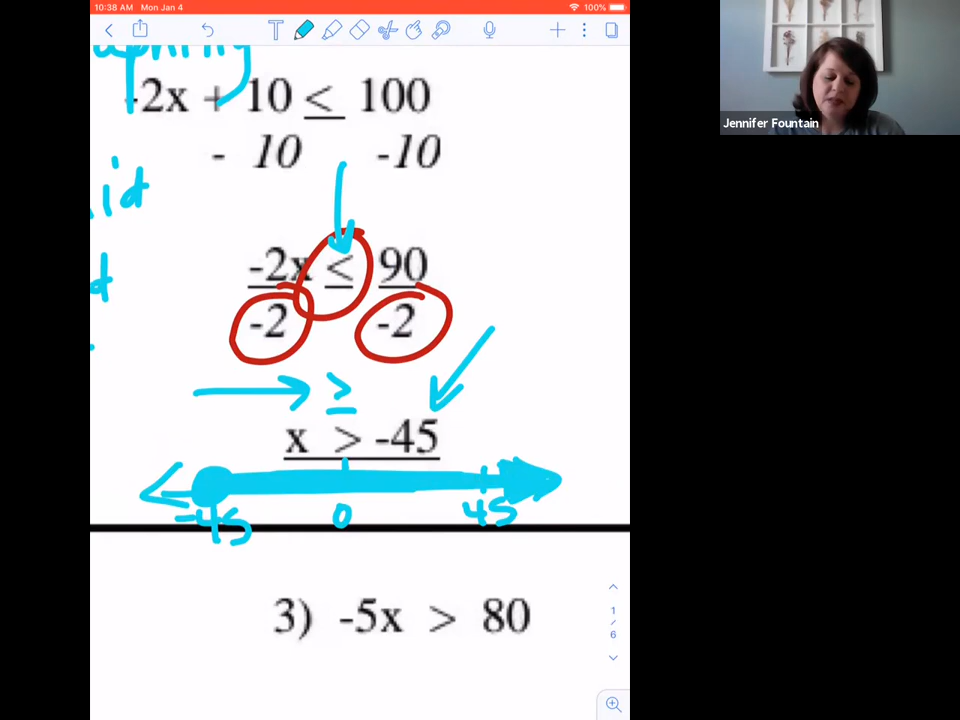 10:38 AM Mon Jan 4
100%
-2x + 10 ≤ 100
- 10 -10
-2x ≤ 90
-2 -2
≥
x > -45
-45 0 45
3) -5x > 80
1
/
6
Jennifer Fountain